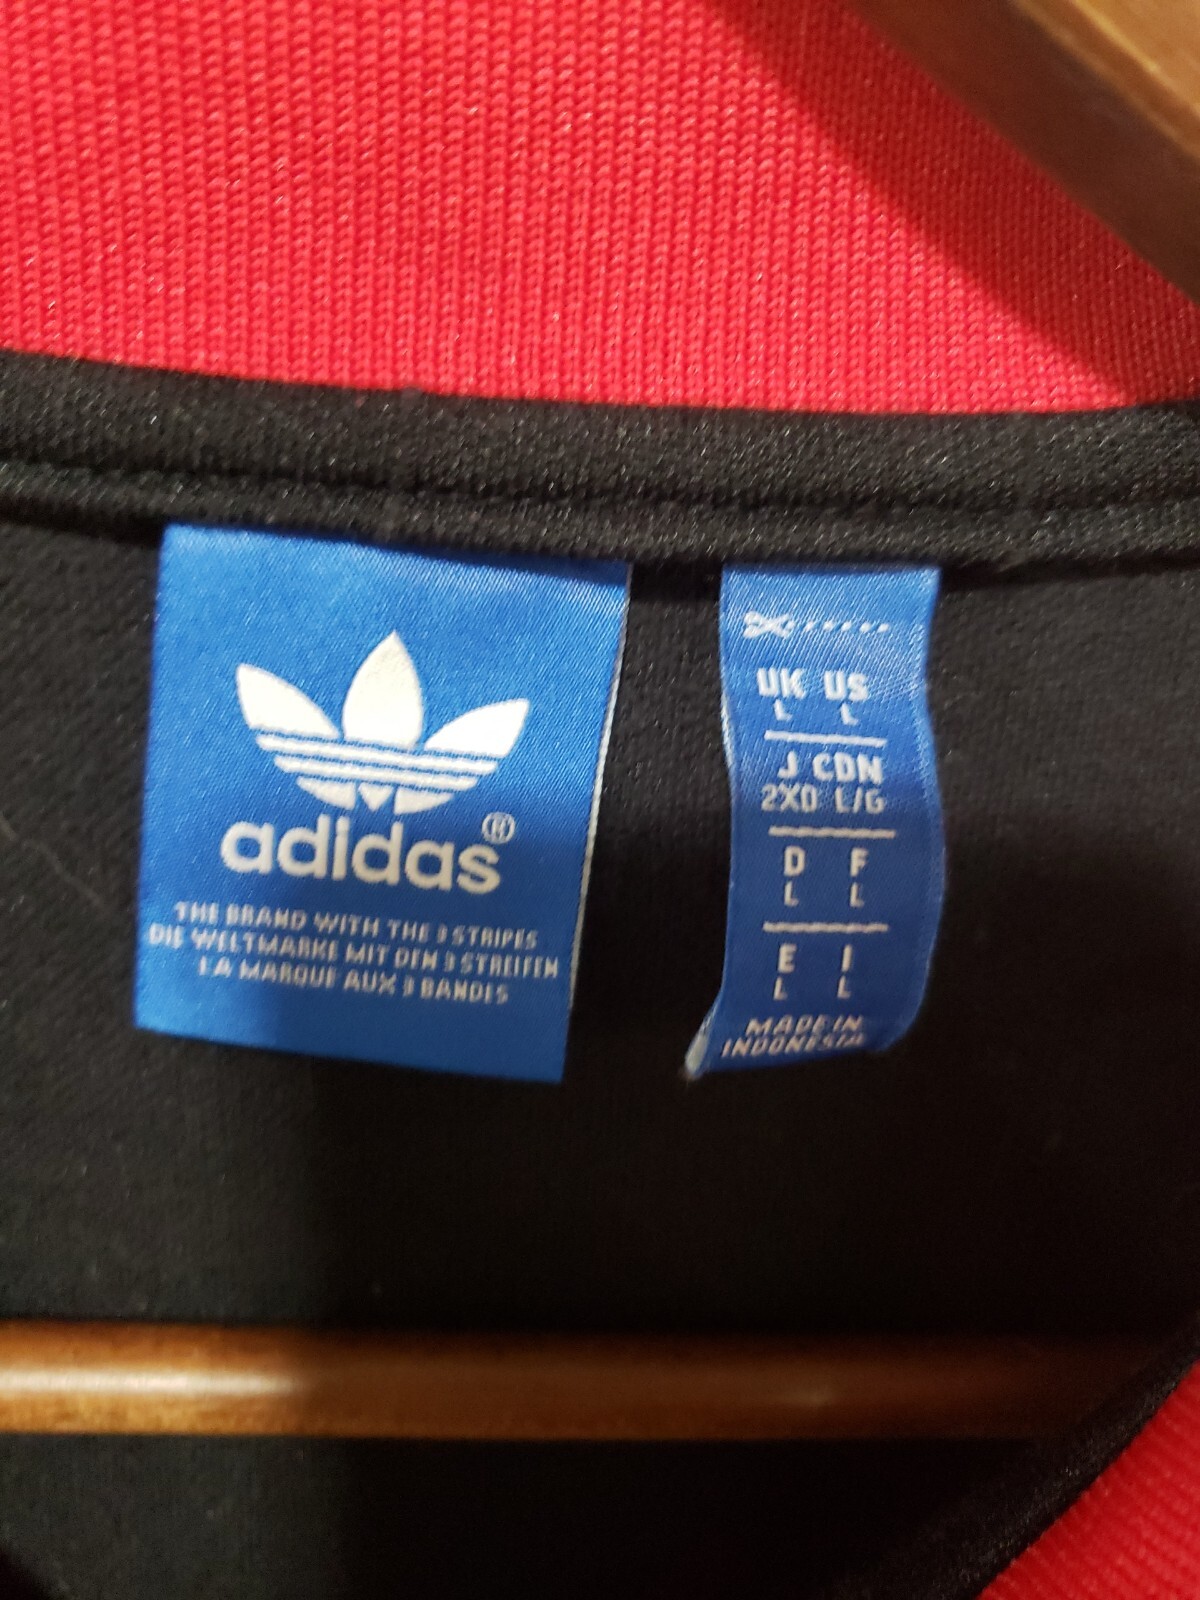 adidas®
THE BRAND WITH THE 3 STRIPES
DIE WELTMARKE MIT DEN 3 STREIFEN
LA MARQUE AUX 3 BANDES
UK US
L L
J CDN
2XO L/G
D F
L L
E I
L L
MADE IN
INDONESIA